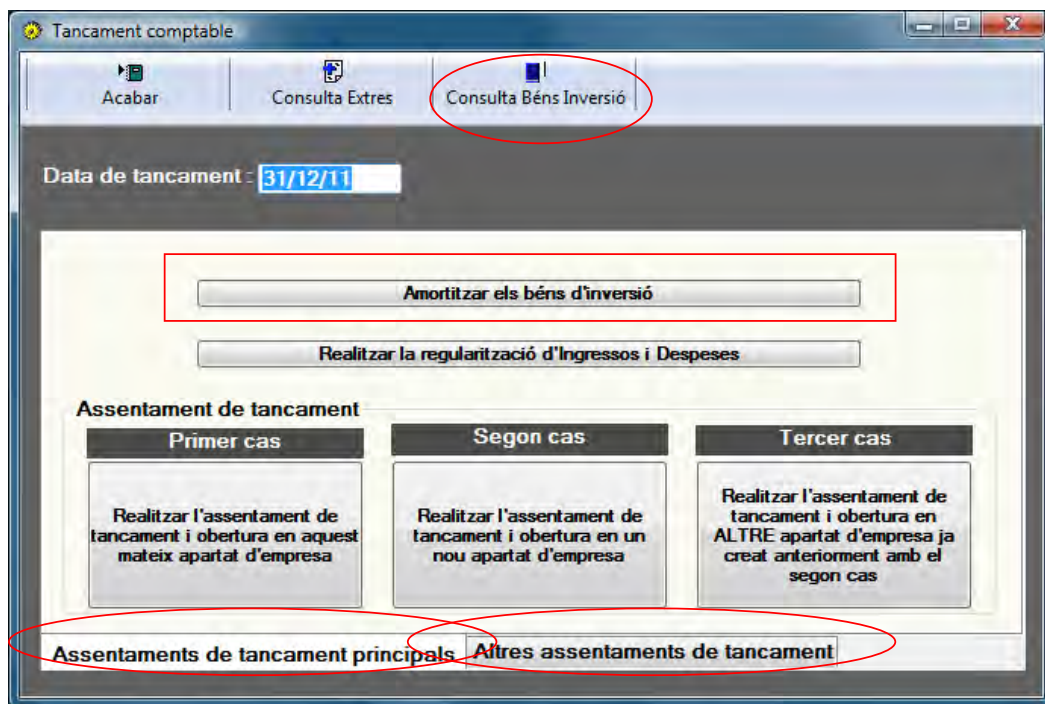 Tancament comptable
Acabar
Consulta Extres
Consulta Béns Inversió
Data de tancament : 31/12/11
Amortitzar els béns d'inversió
Realitzar la regularització d'Ingressos i Despeses
Assentament de tancament
Primer cas
Realitzar l'assentament de
tancament i obertura en aquest
mateix apartat d'empresa
Segon cas
Realitzar l'assentament de
tancament i obertura en un
nou apartat d'empresa
Tercer cas
Realitzar l'assentament de
tancament i obertura en
ALTRE apartat d'empresa ja
creat anteriorment amb el
segon cas
Assentaments de tancament principals
Altres assentaments de tancament